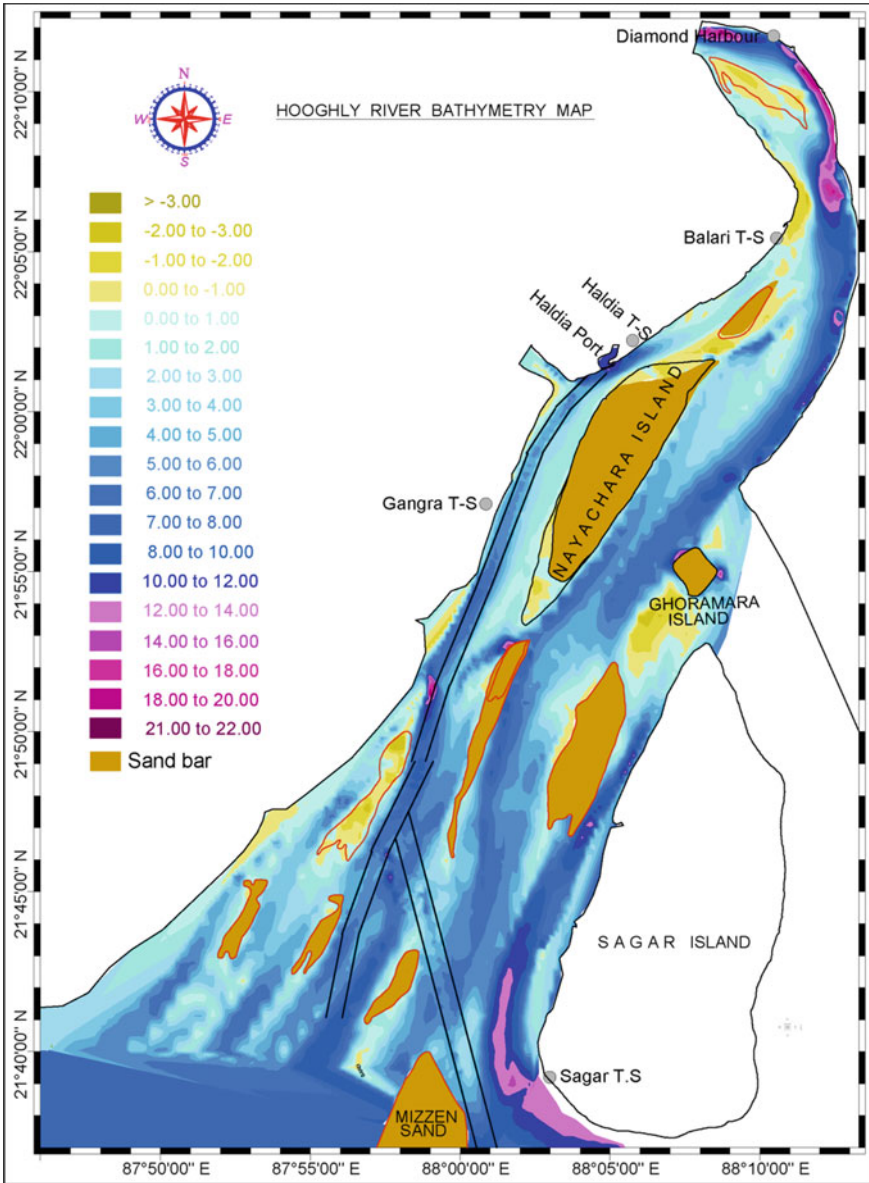 Diamond Harbour
N
W E
S
HOOGHLY RIVER BATHYMETRY MAP
> -3.00
-2.00 to -3.00
-1.00 to -2.00
0.00 to -1.00
0.00 to 1.00
1.00 to 2.00
2.00 to 3.00
3.00 to 4.00
4.00 to 5.00
5.00 to 6.00
6.00 to 7.00
7.00 to 8.00
8.00 to 10.00
10.00 to 12.00
12.00 to 14.00
14.00 to 16.00
16.00 to 18.00
18.00 to 20.00
21.00 to 22.00
Sand bar
Balari T-S
Haldia T-S
Haldia Port
NAYACHARA ISLAND
Gangra T-S
GHORAMARA
ISLAND
SAGAR ISLAND
Sagar T.S
MIZZEN
SAND
22°10'00'' N
22°05'00'' N
22°00'00'' N
21°55'00'' N
21°50'00'' N
21°45'00'' N
21°40'00'' N
87°50'00'' E
87°55'00'' E
88°00'00'' E
88°05'00'' E
88°10'00'' E